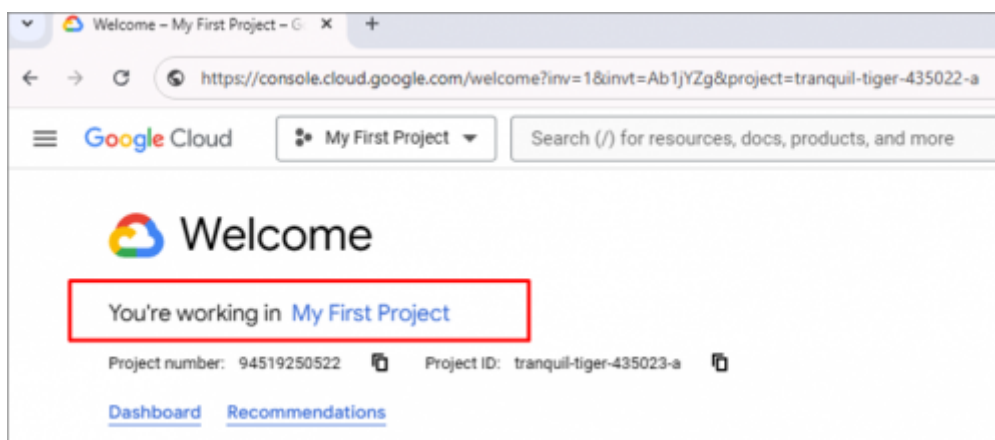 Welcome – My First Project – G
https://console.cloud.google.com/welcome?inv=1&invt=Ab1jYZg&project=tranquil-tiger-435022-a
Google Cloud My First Project Search (/) for resources, docs, products, and more
Welcome
You're working in My First Project
Project number: 94519250522 Project ID: tranquil-tiger-435023-a
Dashboard Recommendations